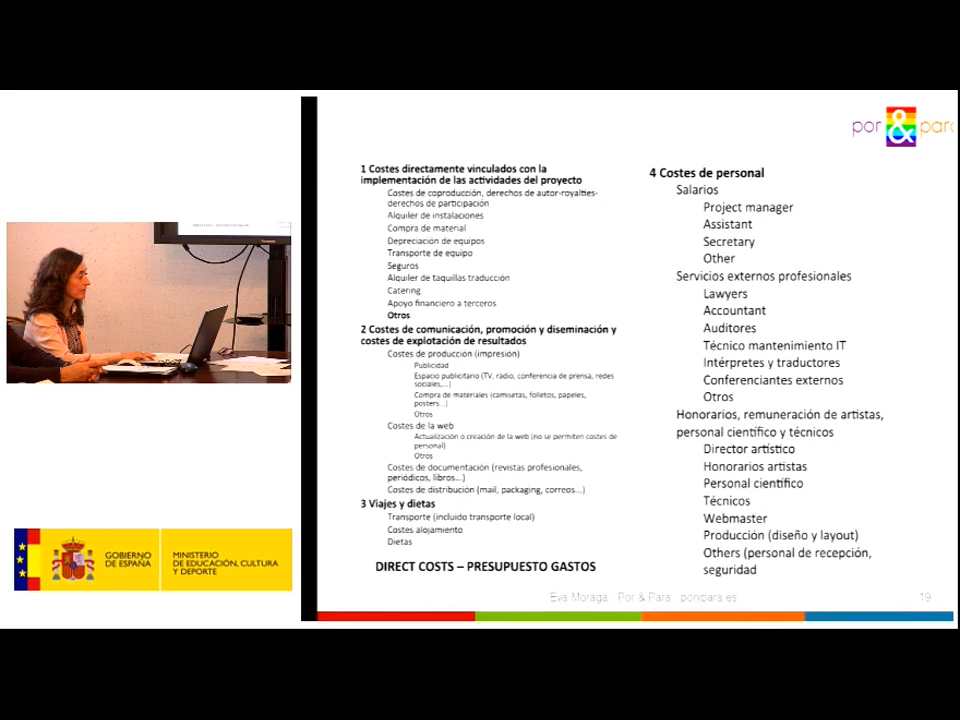 por & para
1 Costes directamente vinculados con la
implementación de las actividades del proyecto
Costes de coproducción, derechos de autor-royalties-
derechos de participación
Alquiler de instalaciones
Compra de material
Depreciación de equipos
Transporte de equipo
Seguros
Alquiler de taquillas traducción
Catering
Apoyo financiero a terceros
Otros
2 Costes de comunicación, promoción y diseminación y
costes de explotación de resultados
Costes de producción (impresión)
Publicidad
Espacio publicitario (TV, radio, conferencia de prensa, redes
sociales,...)
Compra de materiales (camisetas, folletos, papeles,
posters...)
Otros
Costes de la web
Actualización o creación de la web (no se permiten costes de
personal)
Otros
Costes de documentación (revistas profesionales,
periódicos, libros...)
Costes de distribución (mail, packaging, correos...)
3 Viajes y dietas
Transporte (incluido transporte local)
Costes alojamiento
Dietas
DIRECT COSTS – PRESUPUESTO GASTOS
4 Costes de personal
Salarios
Project manager
Assistant
Secretary
Other
Servicios externos profesionales
Lawyers
Accountant
Auditores
Técnico mantenimiento IT
Intérpretes y traductores
Conferenciantes externos
Otros
Honorarios, remuneración de artistas,
personal científico y técnicos
Director artístico
Honorarios artistas
Personal científico
Técnicos
Webmaster
Producción (diseño y layout)
Others (personal de recepción,
seguridad
Eva Moraga Por & Para porypara.es
19
GOBIERNO
DE ESPAÑA
MINISTERIO
DE EDUCACIÓN, CULTURA
Y DEPORTE